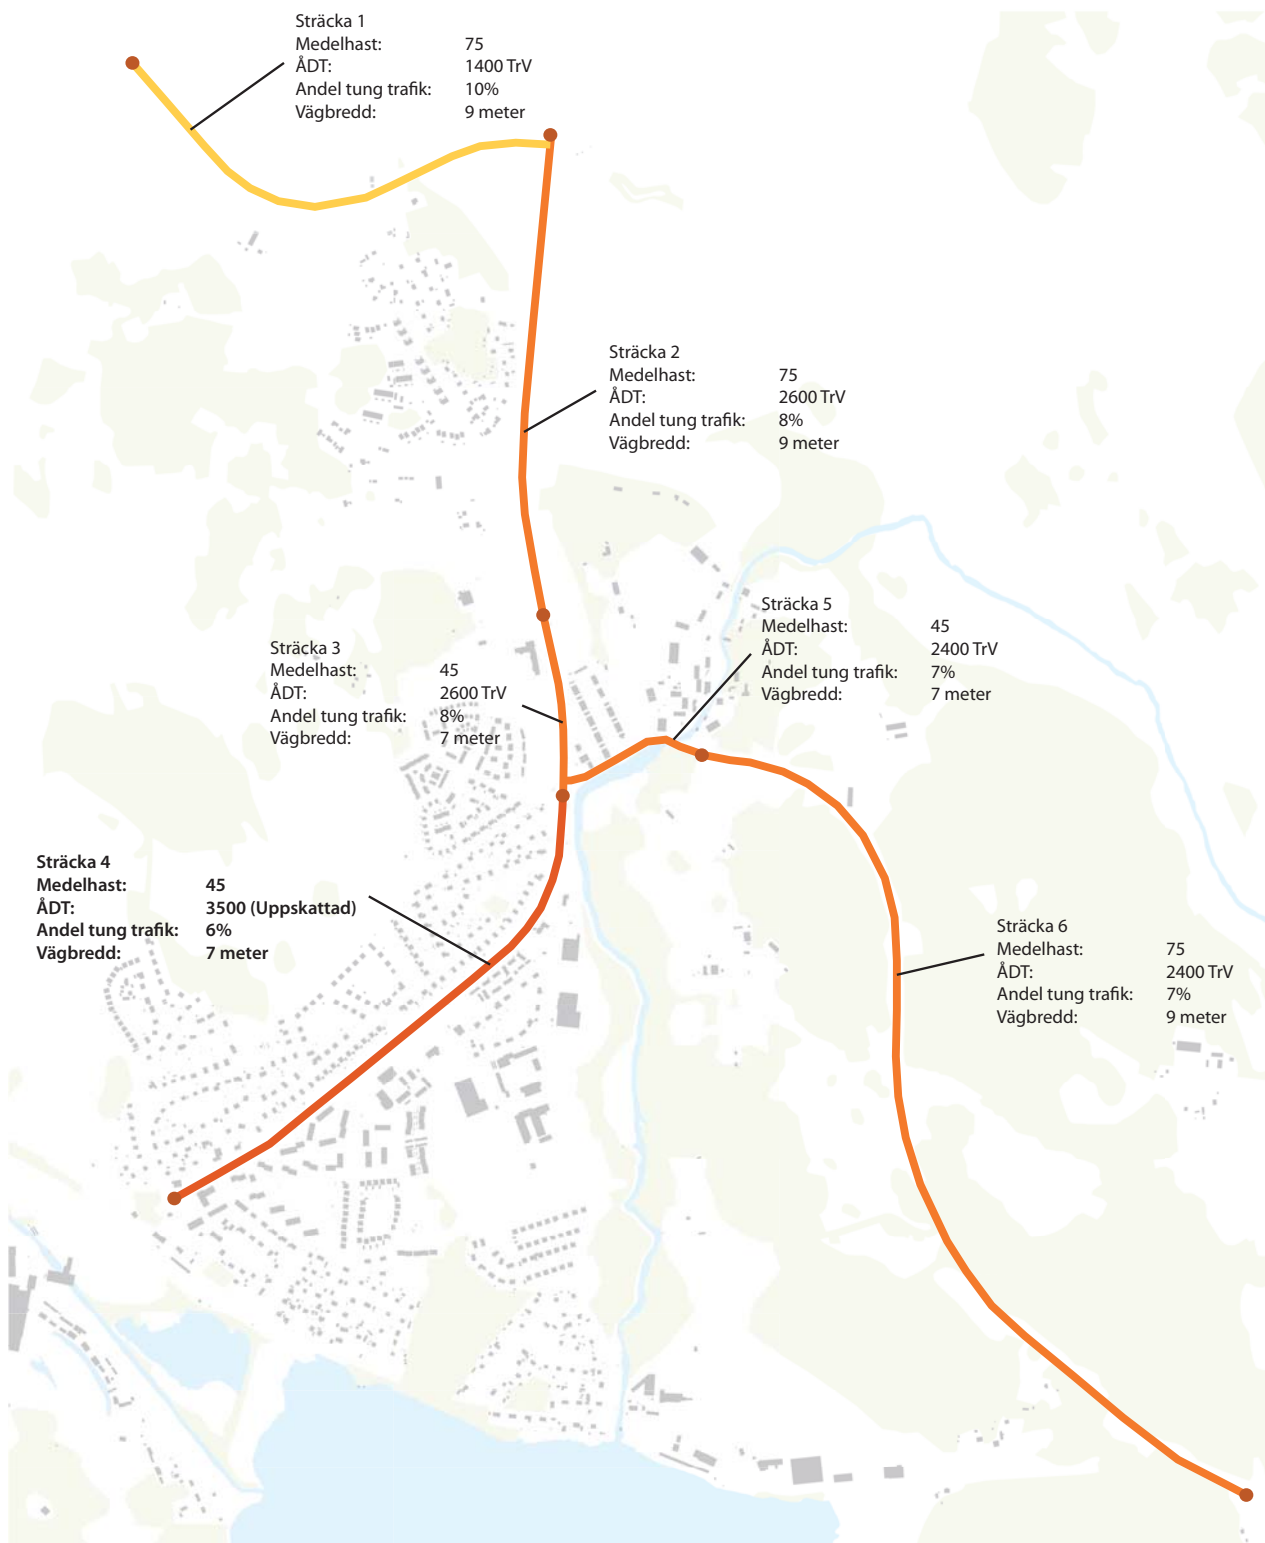 Sträcka 1
Medelhast: 75
ÅDT: 1400 TrV
Andel tung trafik: 10%
Vägbredd: 9 meter
Sträcka 2
Medelhast: 75
ÅDT: 2600 TrV
Andel tung trafik: 8%
Vägbredd: 9 meter
Sträcka 5
Medelhast: 45
ÅDT: 2400 TrV
Andel tung trafik: 7%
Vägbredd: 7 meter
Sträcka 3
Medelhast: 45
ÅDT: 2600 TrV
Andel tung trafik: 8%
Vägbredd: 7 meter
Sträcka 4
Medelhast: 45
ÅDT: 3500 (Uppskattad)
Andel tung trafik: 6%
Vägbredd: 7 meter
Sträcka 6
Medelhast: 75
ÅDT: 2400 TrV
Andel tung trafik: 7%
Vägbredd: 9 meter